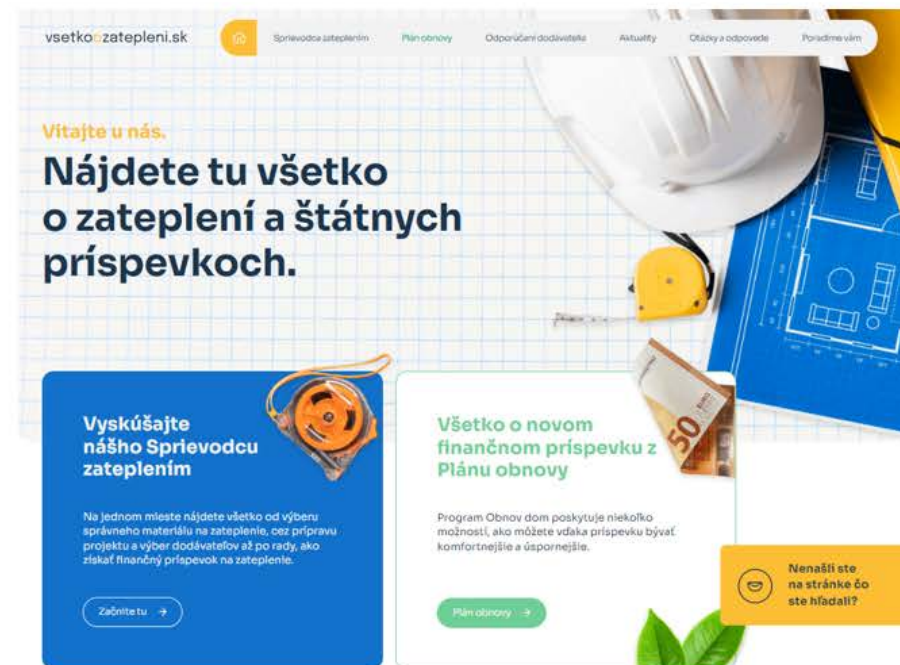 vsetkoozatepleni.sk
Sprievodca zateplením
Plán obnovy
Odporúčaní dodávatelia
Aktuality
Otázky a odpovede
Poradíme vám
Vitajte u nás.
Nájdete tu všetko
o zateplení a štátnych
príspevkoch.
Vyskúšajte
nášho Sprievodcu
zateplením
Na jednom mieste nájdete všetko od výberu
správneho materiálu na zateplenie, cez prípravu
projektu a výber dodávateľov až po rady, ako
získať finančný príspevok na zateplenie.
Začnite tu
Všetko o novom
finančnom príspevku z
Plánu obnovy
50
EURO
Program Obnov dom poskytuje niekoľko
možností, ako môžete vďaka príspevku bývať
komfortnejšie a úspornejšie.
Plán obnovy
Nenašli ste
na stránke čo
ste hľadali?